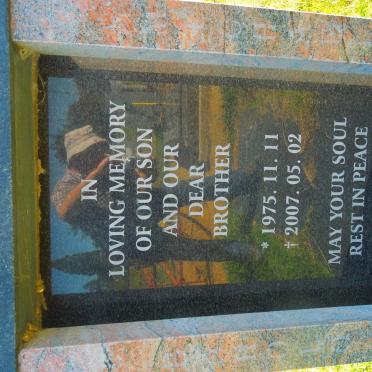 IN
LOVING MEMORY
OF OUR SON
AND OUR
DEAR
BROTHER
* 1975. 11. 11
† 2007. 05. 02
MAY YOUR SOUL
REST IN PEACE